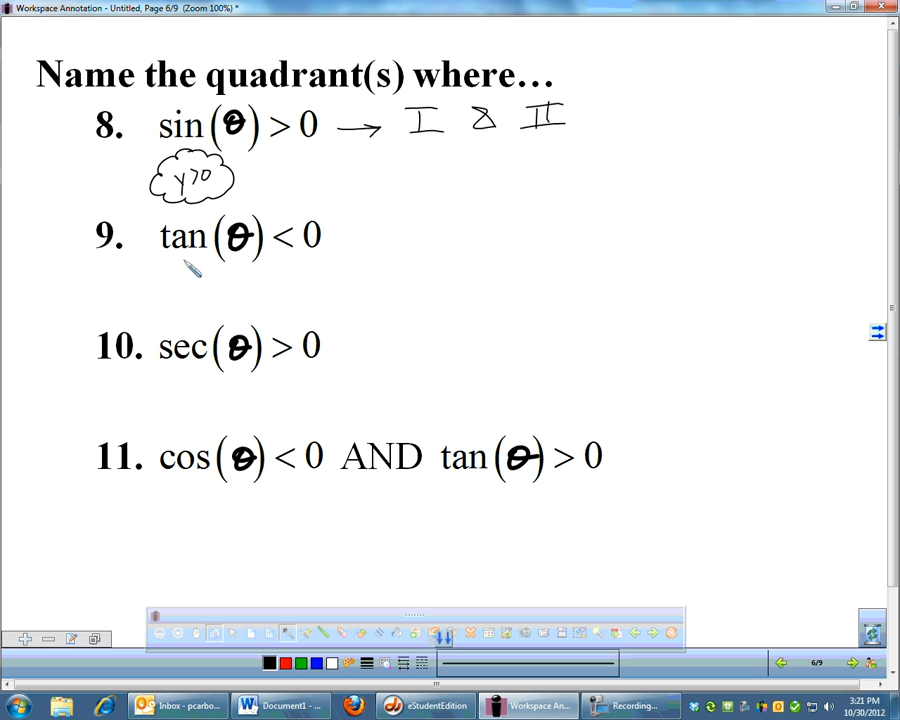 Workspace Annotation - Untitled, Page 6/9 (Zoom 100%) *
Name the quadrant(s) where…
8. sin(θ) > 0 → I & II
y>0
9. tan(θ) < 0
10. sec(θ) > 0
11. cos(θ) < 0 AND tan(θ) > 0
6/9
Inbox - pcarbo...
Document1 - ...
eStudentEdition
Workspace An...
Recording...
3:21 PM
10/30/2012